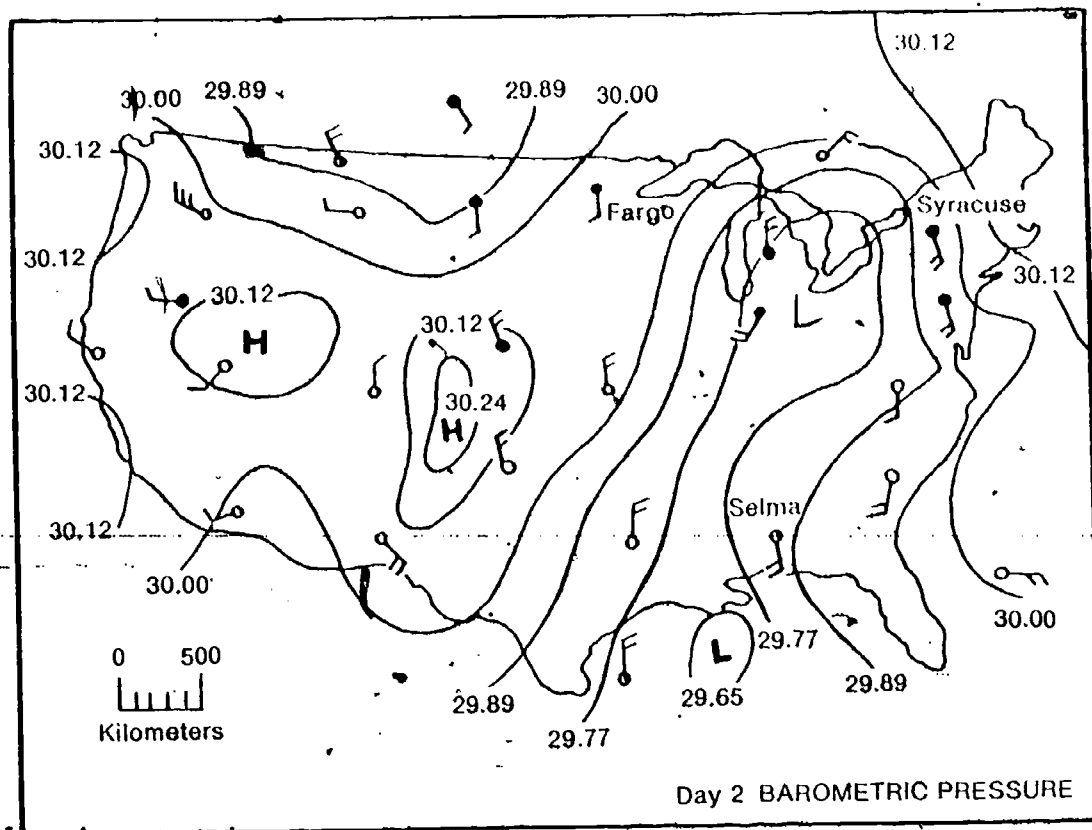 30.12
30.00 29.89 29.89 30.00
30.12
Fargo Syracuse
30.12 30.12
30.12
H L
30.12
30.12 30.24
H
Selma
30.12
30.00
30.00
29.77
0 500
L
29.65 29.89
Kilometers 29.89
29.77
Day 2 BAROMETRIC PRESSURE